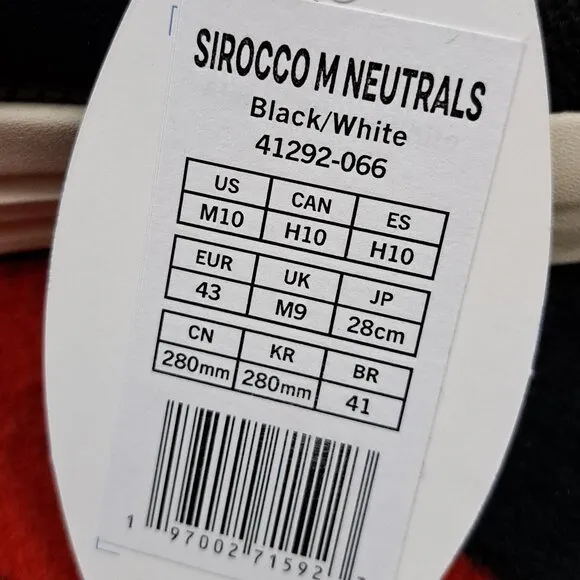 SIROCCO M NEUTRALS
Black/White
41292-066
US CAN ES
M10 H10 H10
EUR UK JP
43 M9 28cm
CN KR BR
280mm 280mm 41
1 97002 71592